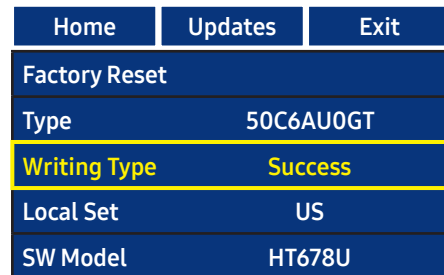 Home Updates Exit
Factory Reset
Type 50C6AU0GT
Writing Type Success
Local Set US
SW Model HT678U